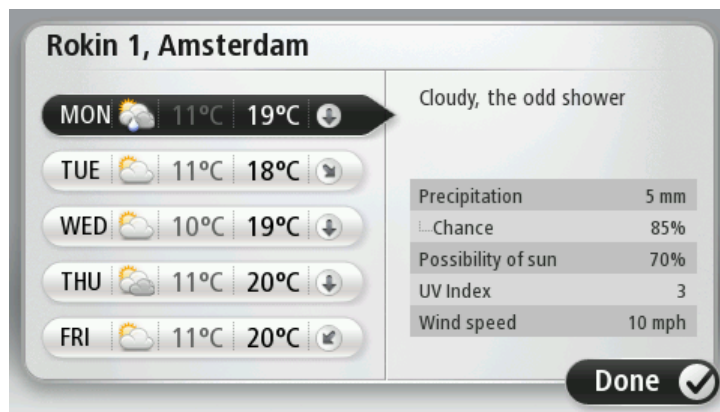 Rokin 1, Amsterdam
MON 11°C 19°C
TUE 11°C 18°C
WED 10°C 19°C
THU 11°C 20°C
FRI 11°C 20°C
Cloudy, the odd shower
Precipitation 5 mm
Chance 85%
Possibility of sun 70%
UV Index 3
Wind speed 10 mph
Done